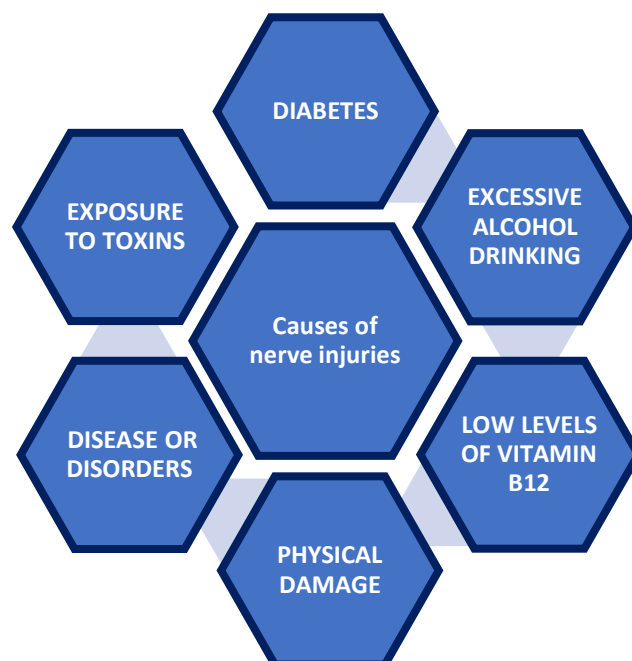 DIABETES
EXCESSIVE
ALCOHOL
DRINKING
LOW LEVELS
OF VITAMIN
B12
PHYSICAL
DAMAGE
DISEASE OR
DISORDERS
EXPOSURE
TO TOXINS
Causes of
nerve injuries